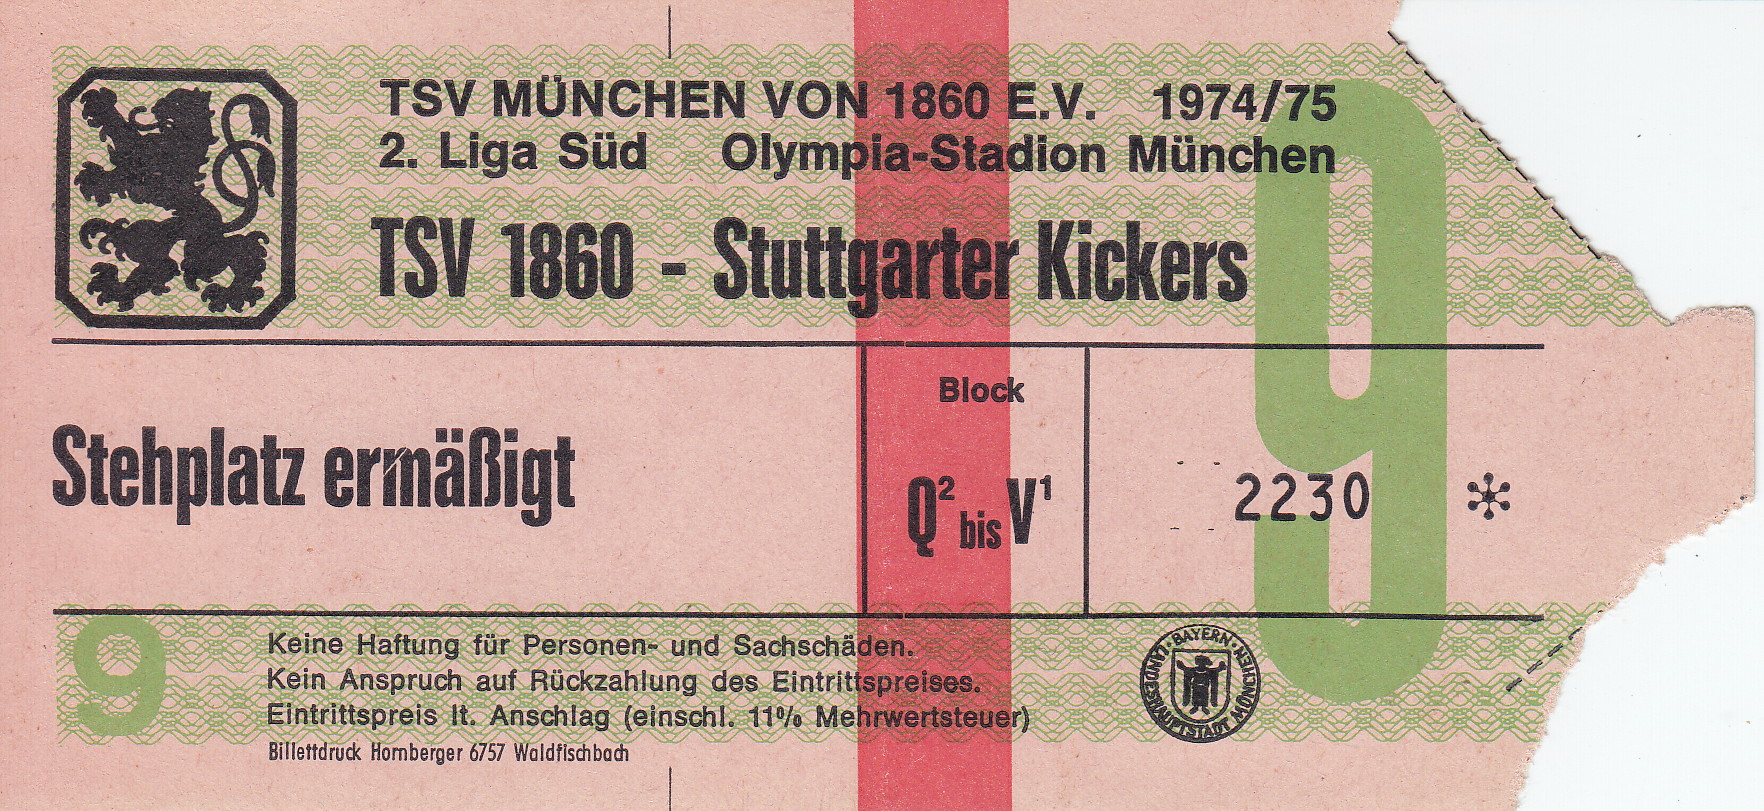 TSV MÜNCHEN VON 1860 E.V. 1974/75
2. Liga Süd Olympia-Stadion München
TSV 1860 - Stuttgarter Kickers
9
Stehplatz ermäßigt
Block
Q² bis V¹
2230 *
9
Keine Haftung für Personen- und Sachschäden.
Kein Anspruch auf Rückzahlung des Eintrittspreises.
Eintrittspreis lt. Anschlag (einschl. 11% Mehrwertsteuer)
Billettdruck Hornberger 6757 Waldfischbach
· BAYERN · LANDESHAUPTSTADT MÜNCHEN